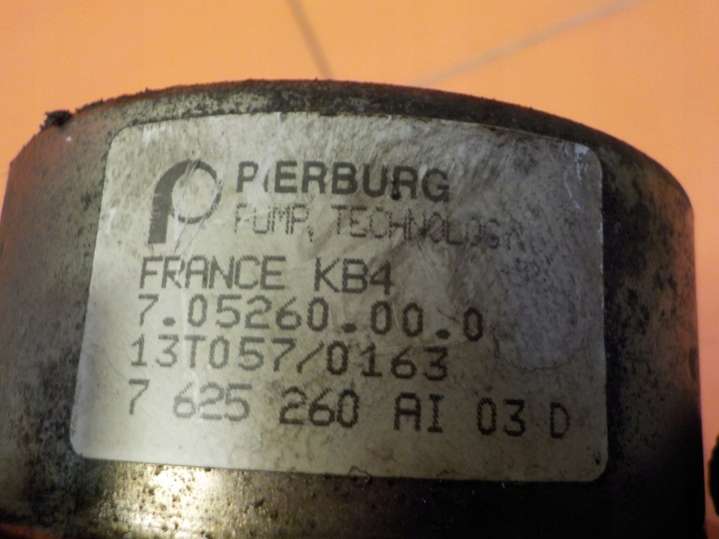 PIERBURG
PUMP TECHNOLOGY
FRANCE KB4
7.05260.00.0
13T057/0163
7 625 260 AI 03 D